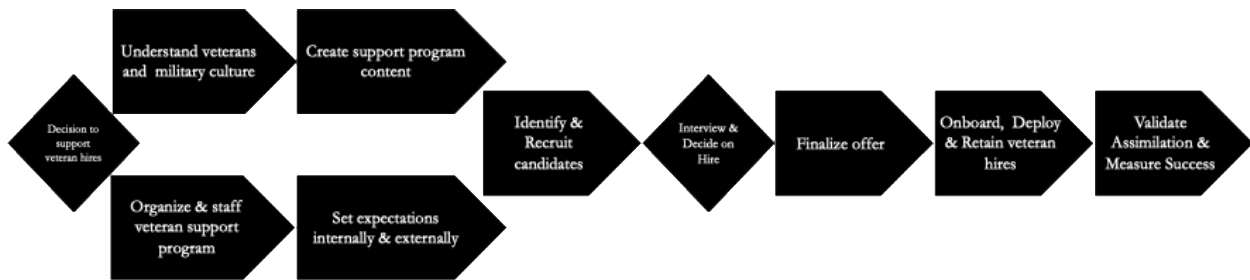 Decision to
support
veteran hires
Understand veterans
and military culture
Create support program
content
Organize & staff
veteran support
program
Set expectations
internally & externally
Identify &
Recruit
candidates
Interview &
Decide on
Hire
Finalize offer
Onboard, Deploy
& Retain veteran
hires
Validate
Assimilation &
Measure Success